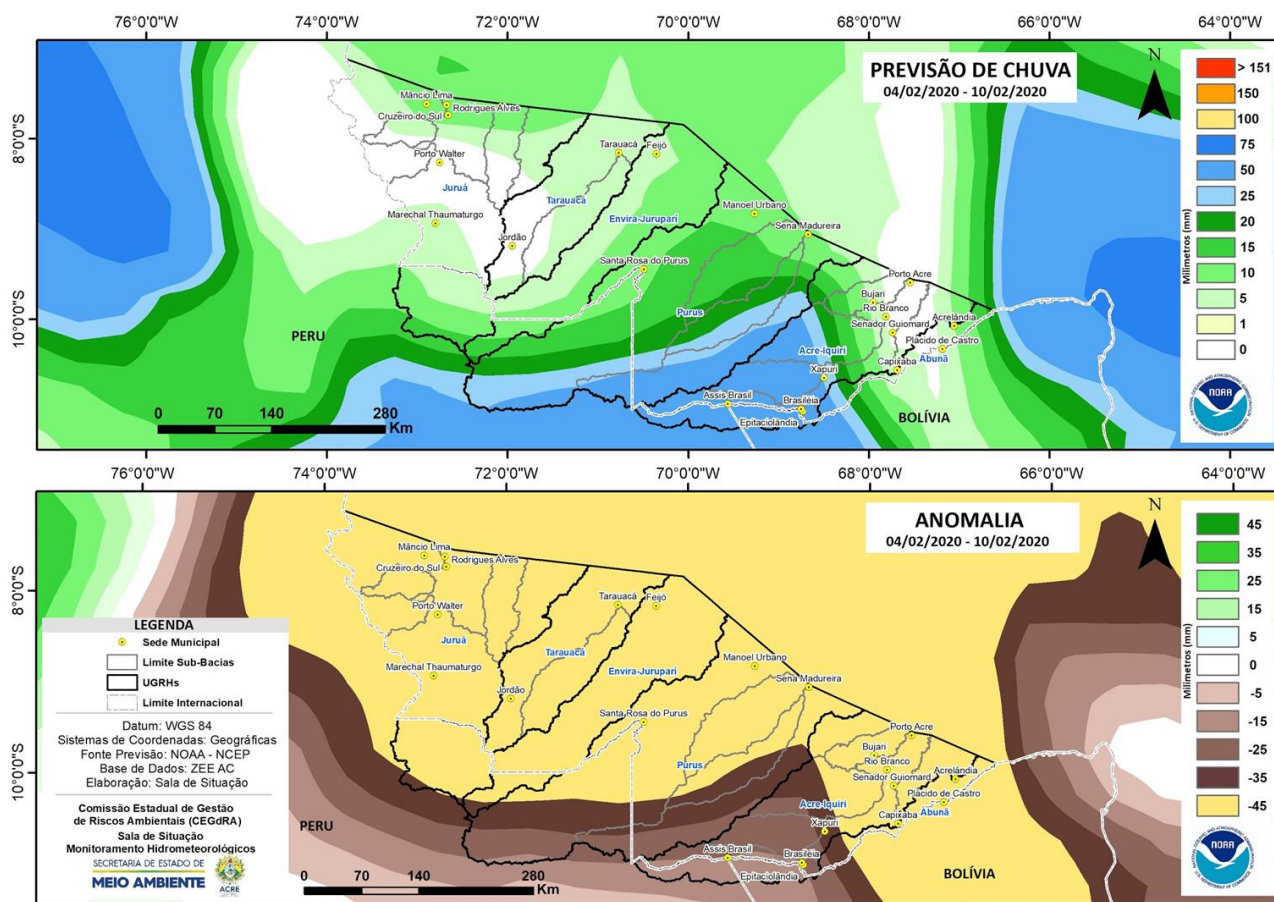 76°0'0"W 74°0'0"W 72°0'0"W 70°0'0"W 68°0'0"W 66°0'0"W 64°0'0"W
PREVISÃO DE CHUVA
04/02/2020 - 10/02/2020
N
> 151
150
100
75
50
25
20
15
10
5
1
0
Milímetros (mm)
NOAA
8°0'0"S
10°0'0"S
Mâncio Lima
Rodrigues Alves
Cruzeiro do Sul
Porto Walter
Juruá
Marechal Thaumaturgo
Jordão
Tarauacá
Feijó
Tarauacá
Envira-Jurupari
Manoel Urbano
Sena Madureira
Santa Rosa do Purus
Purus
Porto Acre
Bujari
Rio Branco
Senador Guiomard
Acrelândia
Plácido de Castro
Abunã
Acre-Iquiri
Capixaba
Xapuri
Assis Brasil
Brasiléia
Epitaciolândia
PERU
BOLÍVIA
0 70 140 280
Km
76°0'0"W 74°0'0"W 72°0'0"W 70°0'0"W 68°0'0"W 66°0'0"W 64°0'0"W
ANOMALIA
04/02/2020 - 10/02/2020
N
45
35
25
15
5
0
-5
-15
-25
-35
-45
Milímetros (mm)
NOAA
8°0'0"S
10°0'0"S
Mâncio Lima
Rodrigues Alves
Cruzeiro do Sul
Porto Walter
Juruá
Marechal Thaumaturgo
Jordão
Tarauacá
Feijó
Tarauacá
Envira-Jurupari
Manoel Urbano
Sena Madureira
Santa Rosa do Purus
Purus
Porto Acre
Bujari
Rio Branco
Senador Guiomard
Acrelândia
Plácido de Castro
Abunã
Acre-Iquiri
Capixaba
Xapuri
Assis Brasil
Brasiléia
Epitaciolândia
PERU
BOLÍVIA
0 70 140 280
Km
LEGENDA
Sede Municipal
Limite Sub-Bacias
UGRHs
Limite Internacional
Datum: WGS 84
Sistemas de Coordenadas: Geográficas
Fonte Previsão: NOAA - NCEP
Base de Dados: ZEE AC
Elaboração: Sala de Situação
Comissão Estadual de Gestão
de Riscos Ambientais (CEGdRA)
Sala de Situação
Monitoramento Hidrometeorológicos
SECRETARIA DE ESTADO DE
MEIO AMBIENTE
ACRE